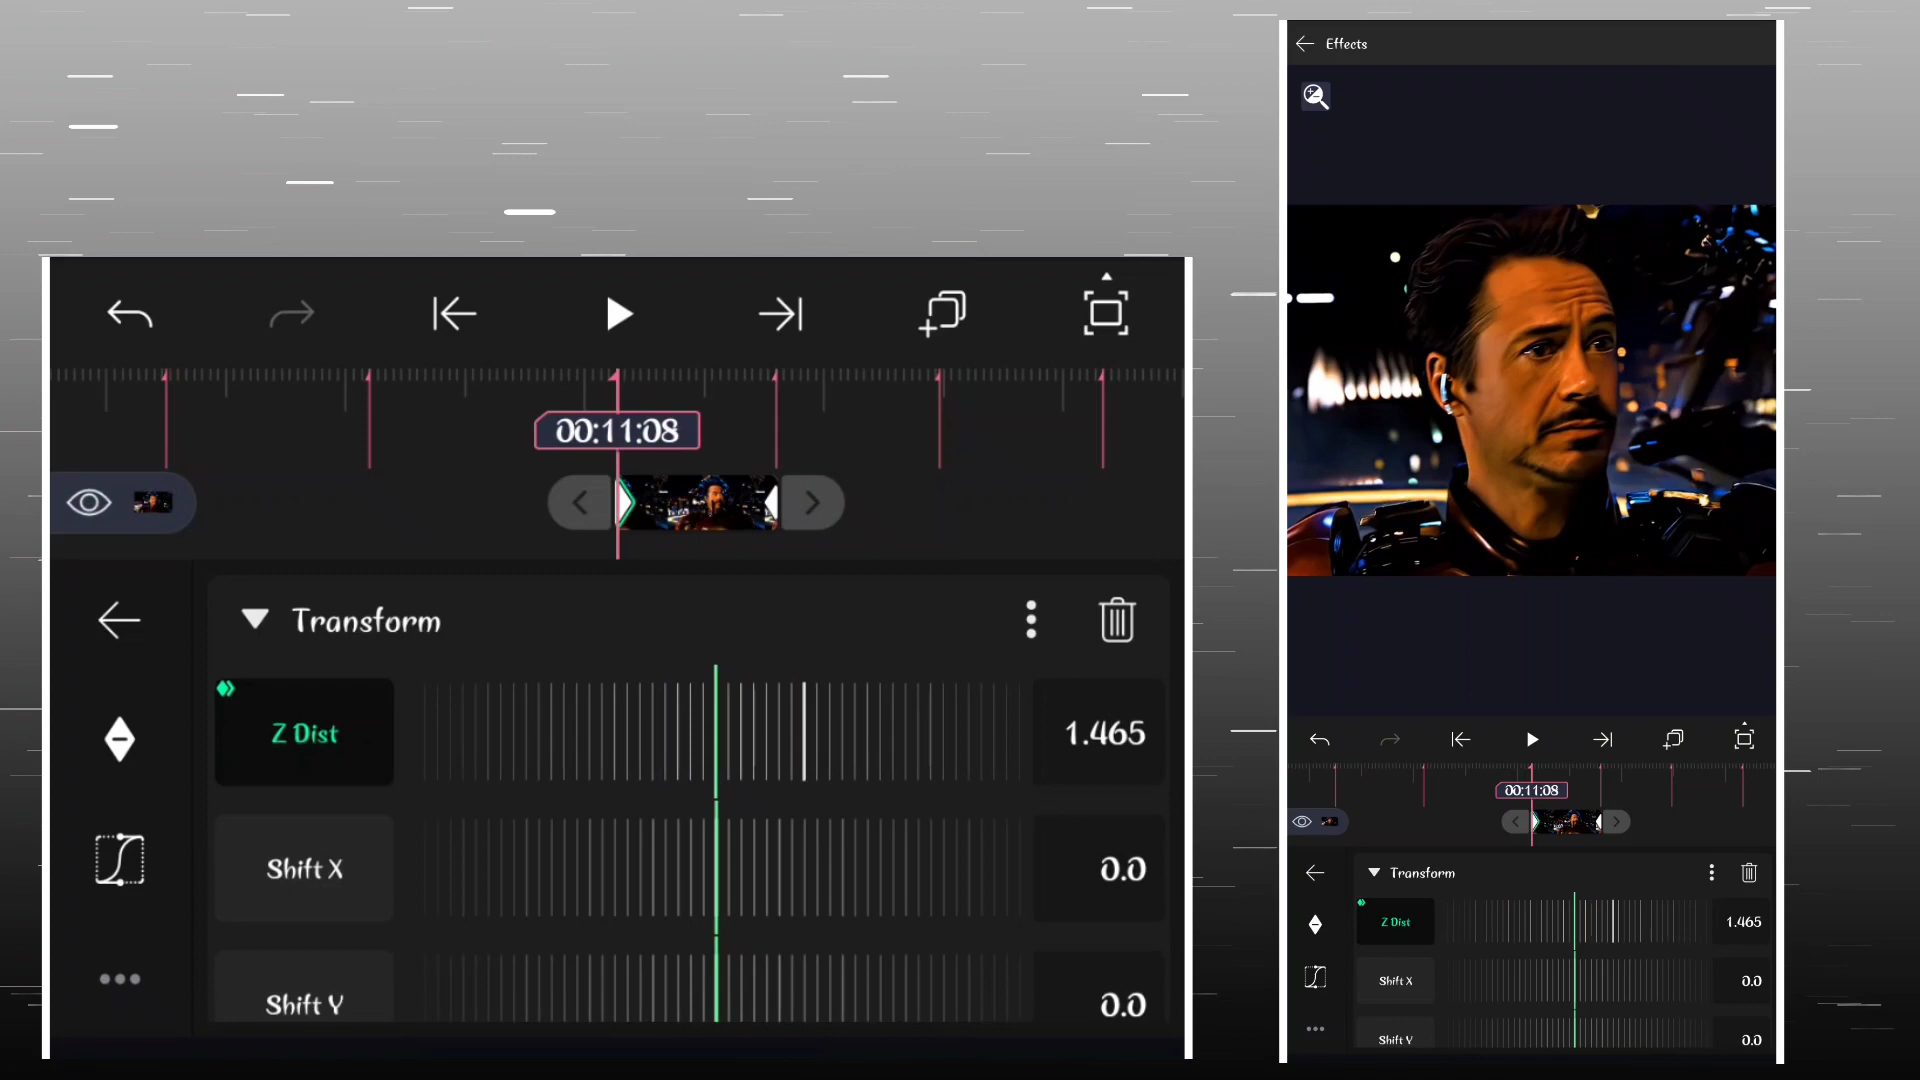 00:11:08
Transform
Z Dist
1.465
Shift X
0.0
Shift Y
0.0
Effects
00:11:08
Transform
Z Dist
1.465
Shift X
0.0
Shift Y
0.0